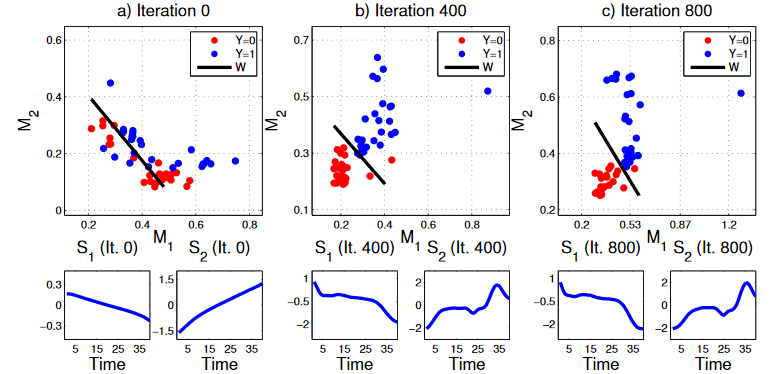 a) Iteration 0
0.6
0.4
0.2
0
M2
0.2
0.4
0.6
0.8
M1
Y=0
Y=1
W
b) Iteration 400
0.7
0.5
0.3
0.1
M2
0
0.2
0.4
0.6
0.8
M1
Y=0
Y=1
W
c) Iteration 800
0.8
0.6
0.4
0.2
M2
0.2
0.53
0.87
1.2
M1
Y=0
Y=1
W
S1 (It. 0)
0.3
0
−0.3
5
15
25
35
Time
S2 (It. 0)
1.5
0
−1.5
5
15
25
35
Time
S1 (It. 400)
1
−0.5
−2
5
15
25
35
Time
S2 (It. 400)
2
0
−2
5
15
25
35
Time
S1 (It. 800)
1
−0.5
−2
5
15
25
35
Time
S2 (It. 800)
2
0
−2
5
15
25
35
Time